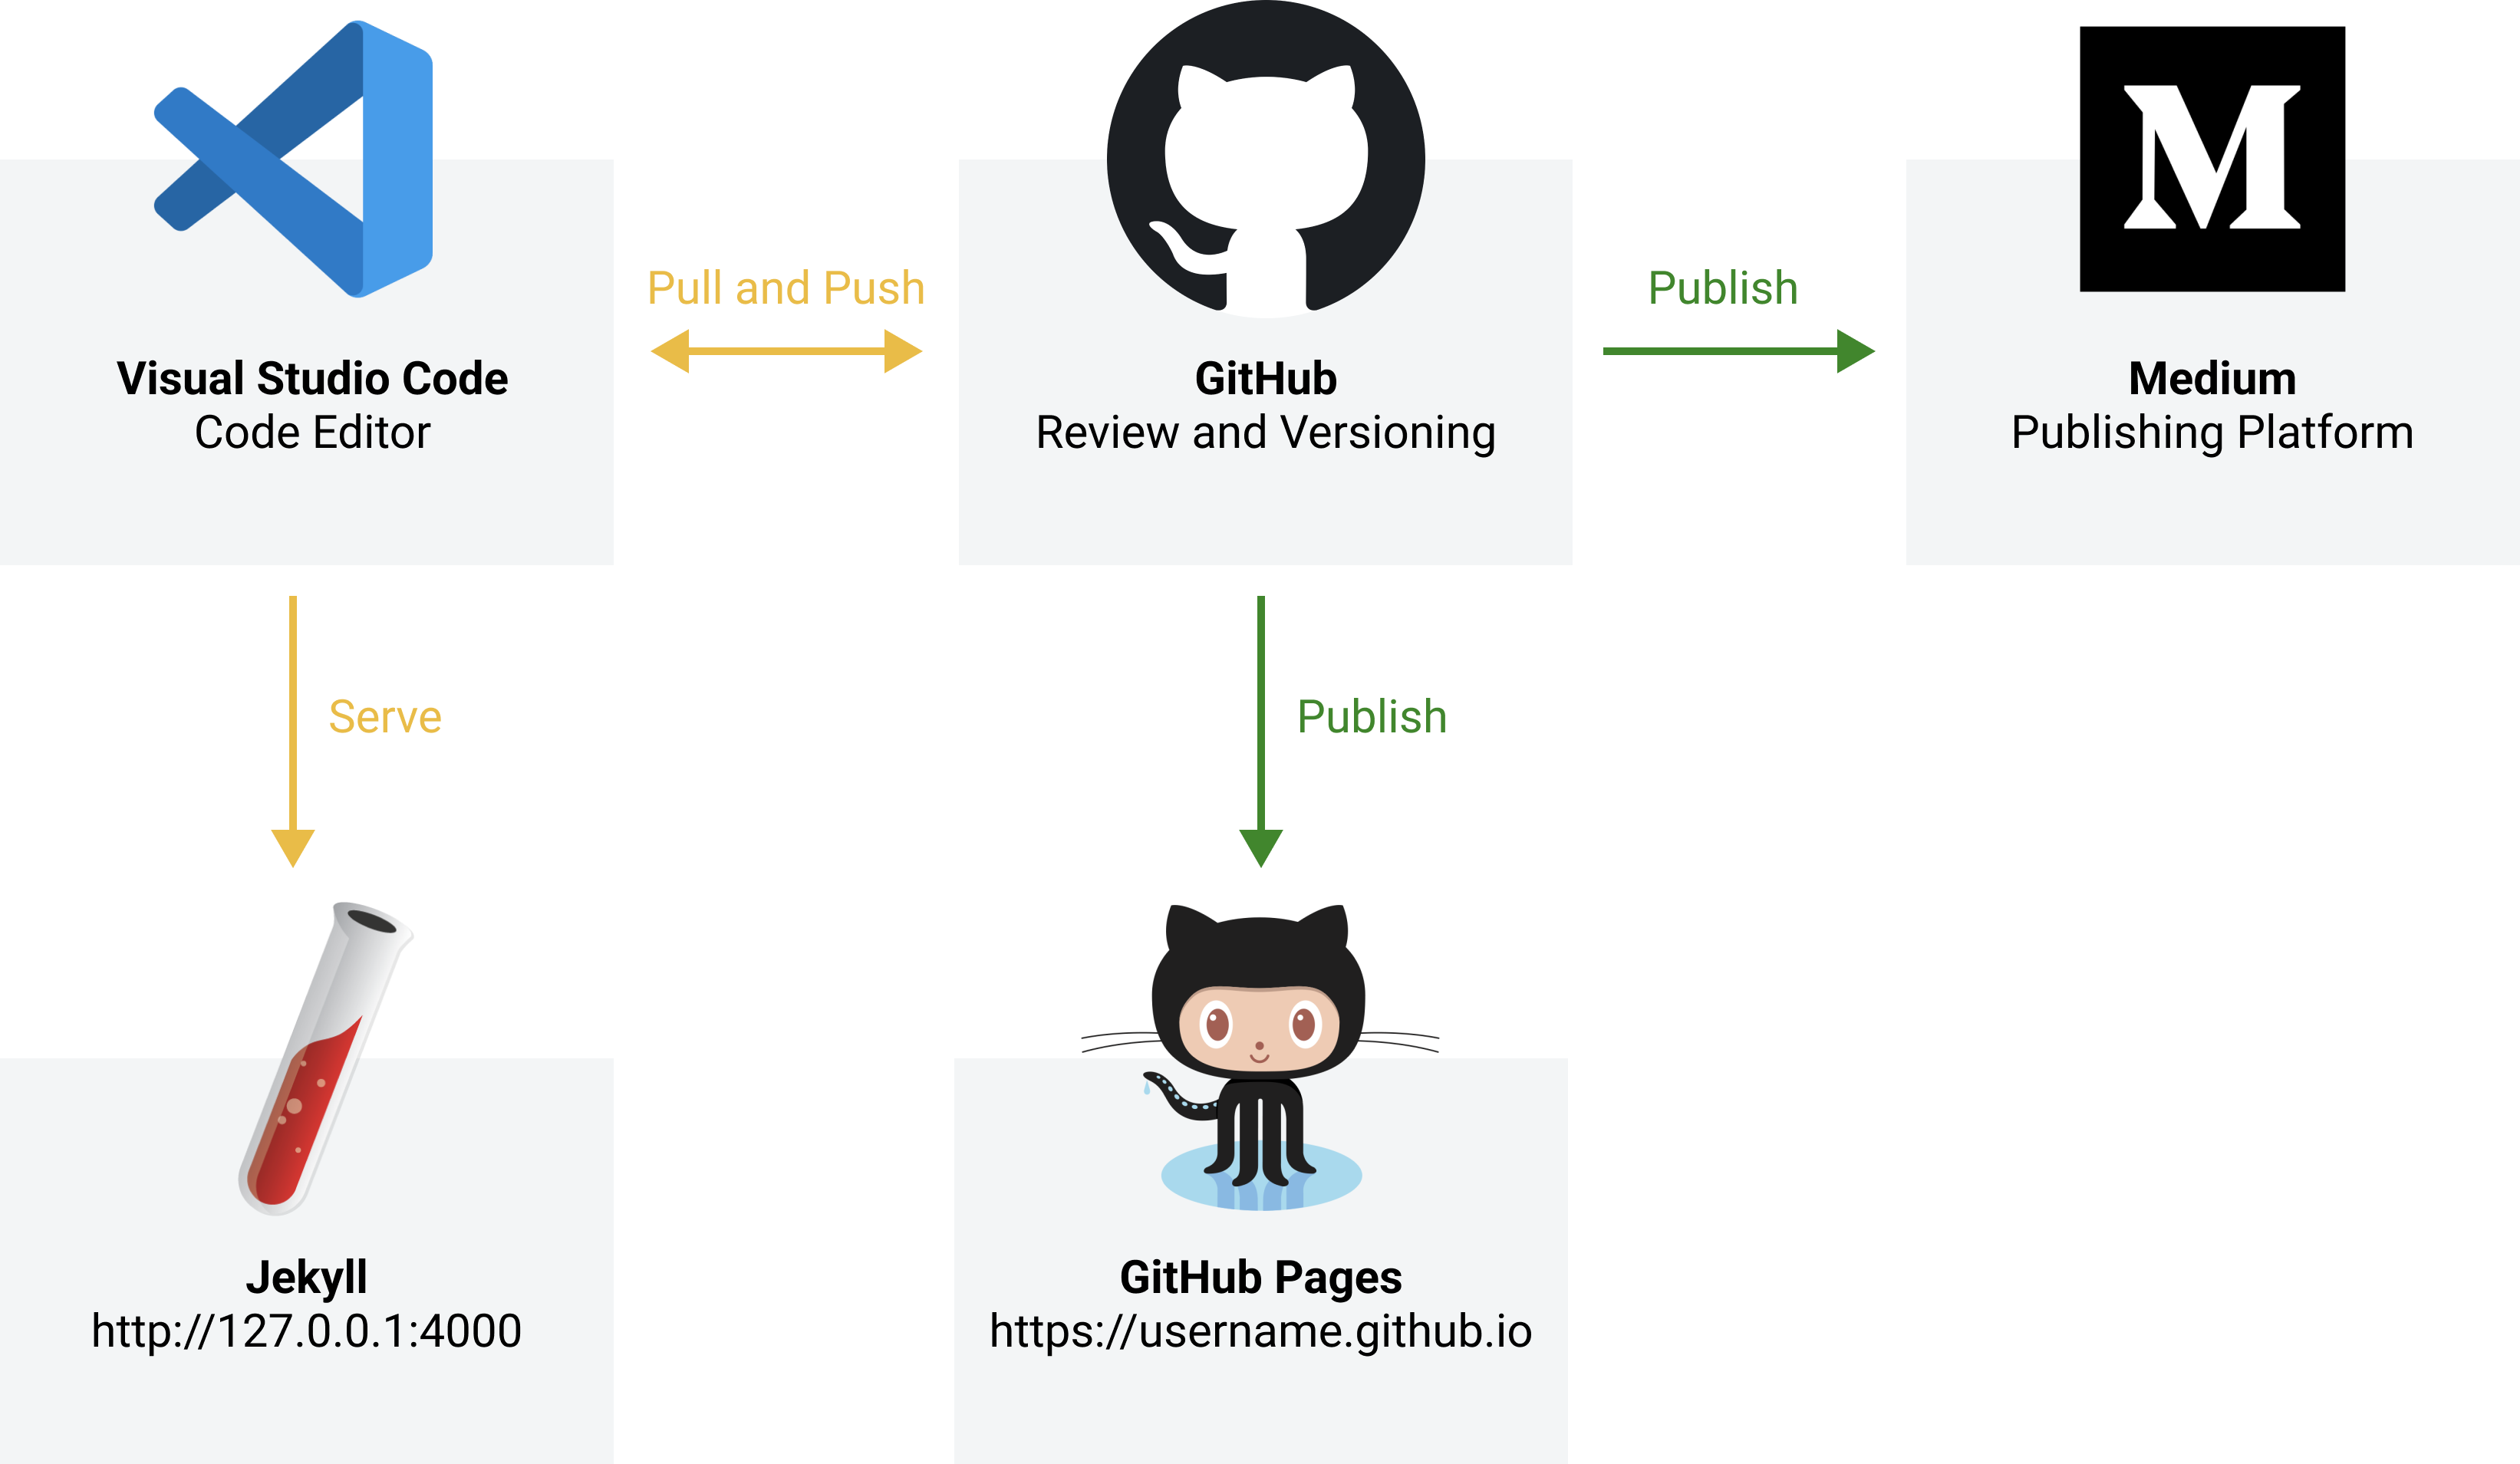 Pull and Push
Publish
Visual Studio Code
Code Editor
GitHub
Review and Versioning
Medium
Publishing Platform
Serve
Publish
Jekyll
http://127.0.0.1:4000
GitHub Pages
https://username.github.io